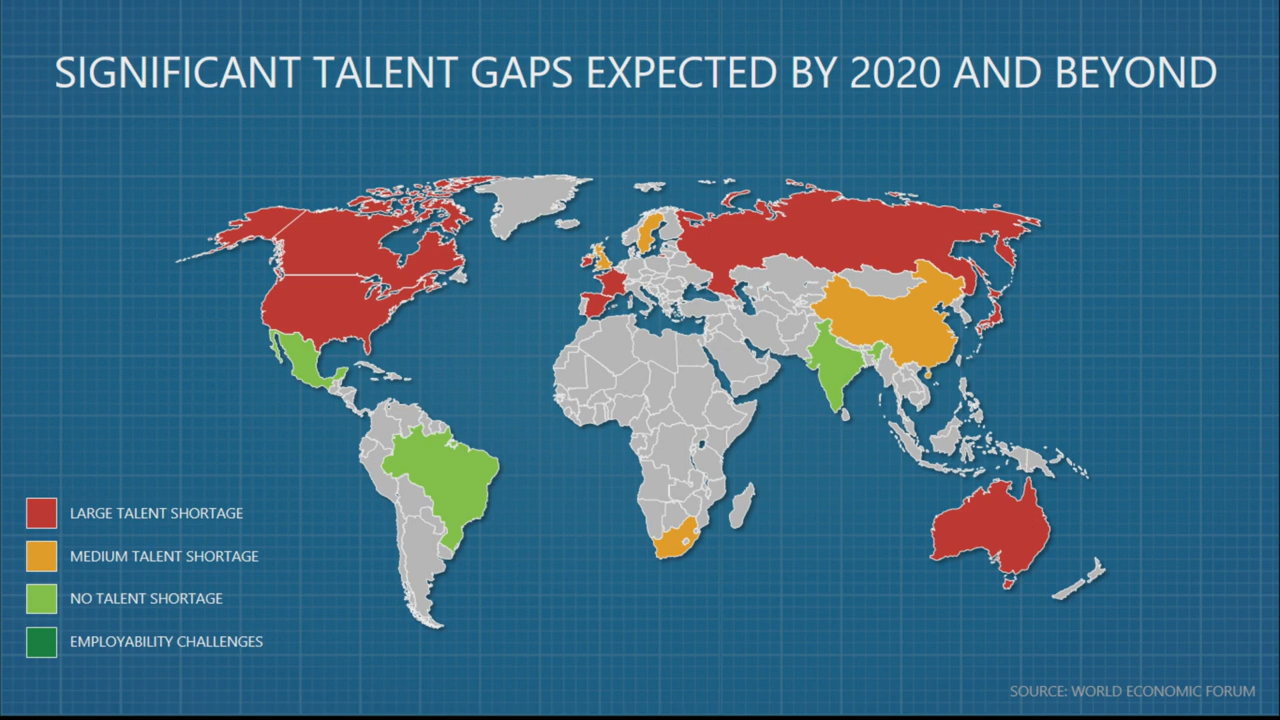 SIGNIFICANT TALENT GAPS EXPECTED BY 2020 AND BEYOND
LARGE TALENT SHORTAGE
MEDIUM TALENT SHORTAGE
NO TALENT SHORTAGE
EMPLOYABILITY CHALLENGES
SOURCE: WORLD ECONOMIC FORUM